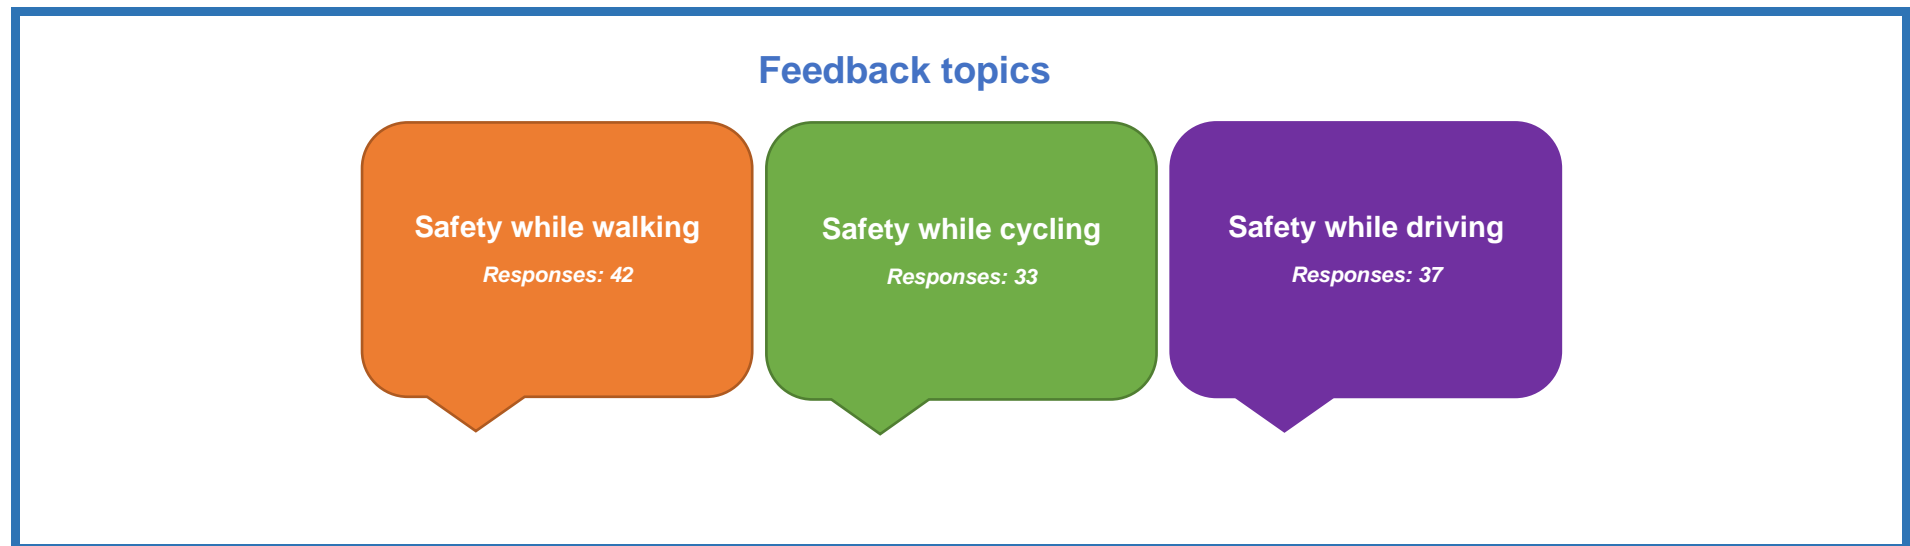 Feedback topics
Safety while walking
Responses: 42
Safety while cycling
Responses: 33
Safety while driving
Responses: 37